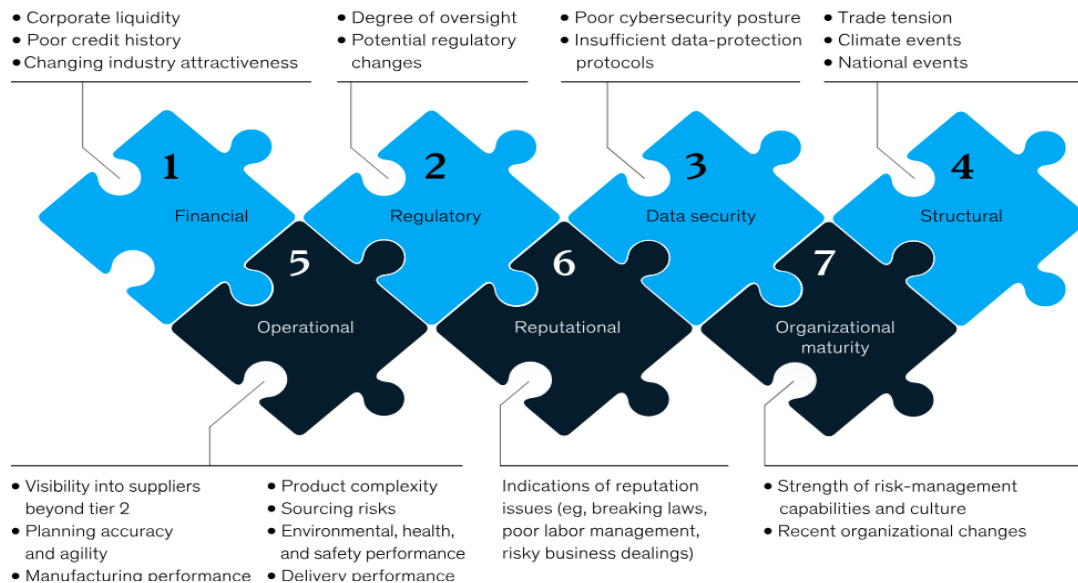 • Corporate liquidity
• Poor credit history
• Changing industry attractiveness
• Degree of oversight
• Potential regulatory
changes
• Poor cybersecurity posture
• Insufficient data-protection
protocols
• Trade tension
• Climate events
• National events
1
Financial
2
Regulatory
3
Data security
4
Structural
5
Operational
6
Reputational
7
Organizational
maturity
• Visibility into suppliers
beyond tier 2
• Planning accuracy
and agility
• Manufacturing performance
• Product complexity
• Sourcing risks
• Environmental, health,
and safety performance
• Delivery performance
Indications of reputation
issues (eg, breaking laws,
poor labor management,
risky business dealings)
• Strength of risk-management
capabilities and culture
• Recent organizational changes